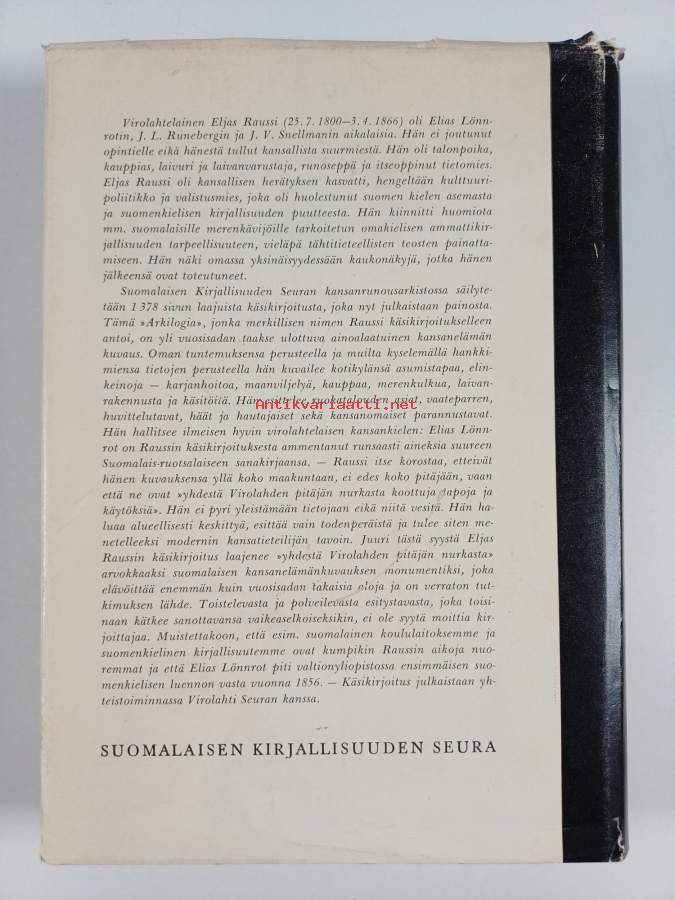 Virolahtelainen Eljas Raussi (25. 7. 1800–3. 4. 1866) oli Elias Lönn-
rotin, J. L. Runebergin ja J. V. Snellmanin aikalaisia. Hän ei joutunut
opintielle eikä hänestä tullut kansallista suurmiestä. Hän oli talonpoika,
kauppias, laivuri ja laivanvarustaja, runoseppä ja itseoppinut tietomies.
Eljas Raussi oli kansallisen herätyksen kasvatti, hengeltään kulttuuri-
poliitikko ja valistusmies, joka oli huolestunut suomen kielen asemasta
ja suomenkielisen kirjallisuuden puutteesta. Hän kiinnitti huomiota
mm. suomalaisille merenkävijöille tarkoitetun omakielisen ammattikir-
jallisuuden tarpeellisuuteen, vieläpä tähtitieteellisten teosten painatta-
miseen. Hän näki omassa yksinäisyydessään kaukonäkyjä, jotka hänen
jälkeensä ovat toteutuneet.
Suomalaisen Kirjallisuuden Seuran kansanrunousarkistossa säilyte-
tään 1 378 sivun laajuista käsikirjoitusta, joka nyt julkaistaan painosta.
Tämä »Arkilogia», jonka merkillisen nimen Raussi käsikirjoitukselleen
antoi, on yli vuosisadan taakse ulottuva ainoalaatuinen kansanelämän
kuvaus. Oman tuntemuksensa perusteella ja muilta kyselemällä hankki-
miensa tietojen perusteella hän kuvailee kotikylänsä asumistapaa, elin-
keinoja — karjanhoitoa, maanviljelyä, kauppaa, merenkulkua, laivan-
rakennusta ja käsitöitä. Hän esittelee ruokatalouden asiat, vaateparren,
Antikvariaatti.net
huvittelutavat, häät ja hautajaiset sekä kansanomaiset parannustavat.
Hän hallitsee ilmeisen hyvin virolahtelaisen kansankielen: Elias Lönn-
rot on Raussin käsikirjoituksesta ammentanut runsaasti aineksia suureen
Suomalais-ruotsalaiseen sanakirjaansa. — Raussi itse korostaa, etteivät
hänen kuvauksensa yllä koko maakuntaan, ei edes koko pitäjään, vaan
että ne ovat »yhdestä Virolahden pitäjän nurkasta koottuja tapoja ja
käytöksiä». Hän ei pyri yleistämään tietojaan eikä niitä vesitä. Hän ha-
luaa alueellisesti keskittyä, esittää vain todenperäistä ja tulee siten me-
netelleeksi modernin kansatieteilijän tavoin. Juuri tästä syystä Eljas
Raussin käsikirjoitus laajenee »yhdestä Virolahden pitäjän nurkasta»
arvokkaaksi suomalaisen kansanelämänkuvauksen monumentiksi, joka
elävöittää enemmän kuin vuosisadan takaisia oloja ja on verraton tut-
kimuksen lähde. Toistelevasta ja polveilevasta esitystavasta, joka toisi-
naan kätkee sanottavansa vaikeaselkoiseksikin, ei ole syytä moittia kir-
joittajaa. Muistettakoon, että esim. suomalainen koululaitoksemme ja
suomenkielinen kirjallisuutemme ovat kumpikin Raussin aikoja nuo-
remmat ja että Elias Lönnrot piti valtionyliopistossa ensimmäisen suo-
menkielisen luennon vasta vuonna 1856. — Käsikirjoitus julkaistaan yh-
teistoiminnassa Virolahti Seuran kanssa.
SUOMALAISEN KIRJALLISUUDEN SEURA